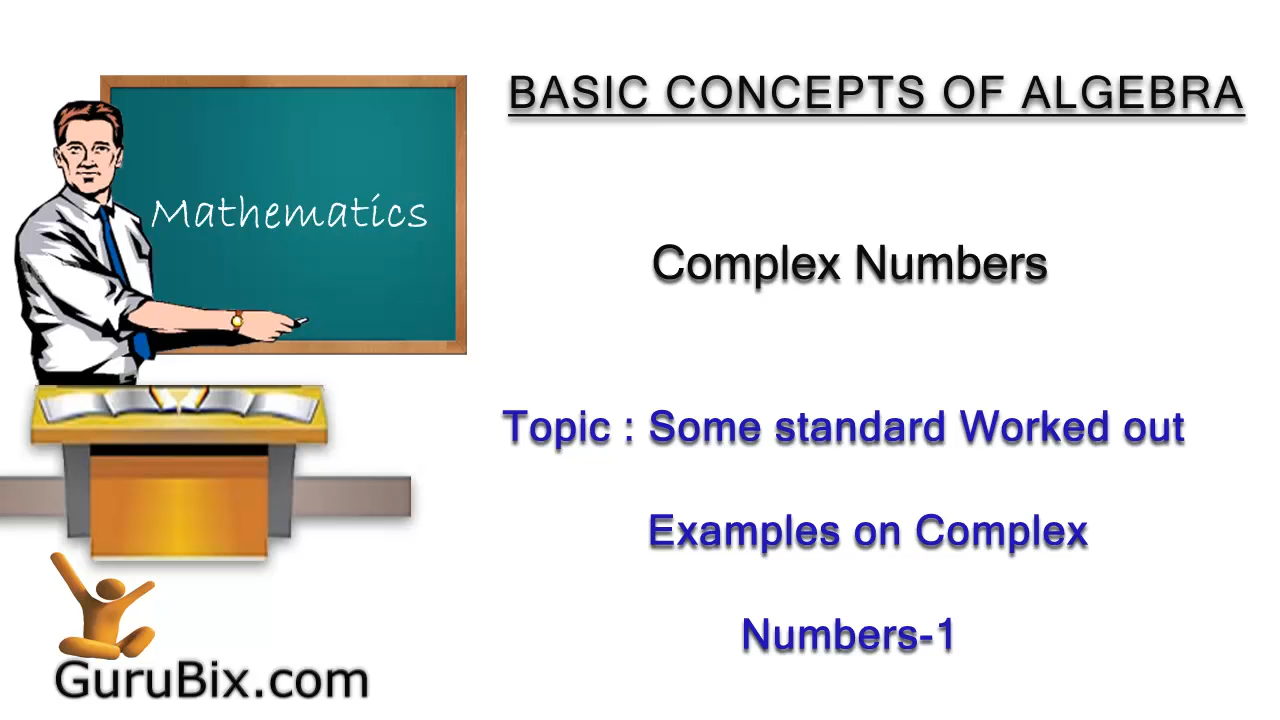 BASIC CONCEPTS OF ALGEBRA
Mathematics
Complex Numbers
Topic : Some standard Worked out
Examples on Complex
Numbers-1
GuruBix.com